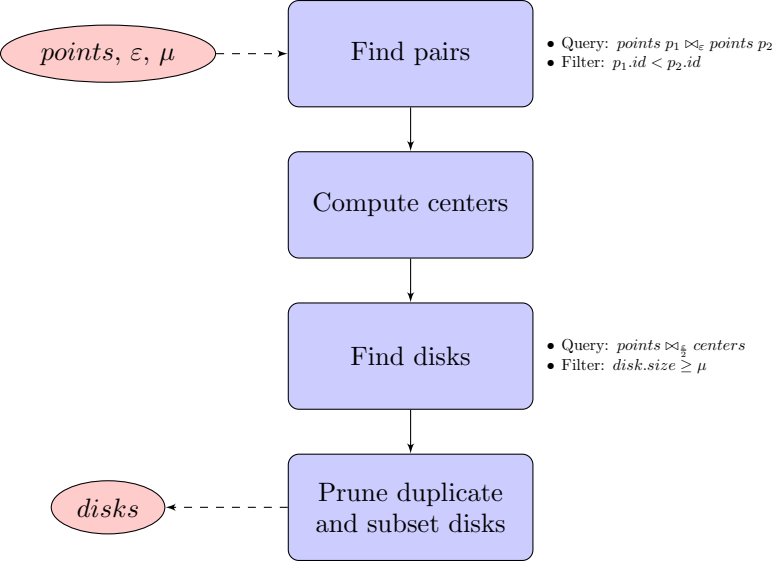 points, ε, μ
Find pairs
• Query: points p₁ ⋈_ε points p₂
• Filter: p₁.id < p₂.id
Compute centers
Find disks
• Query: points ⋈_{ε/2} centers
• Filter: disk.size ≥ μ
Prune duplicate
and subset disks
disks